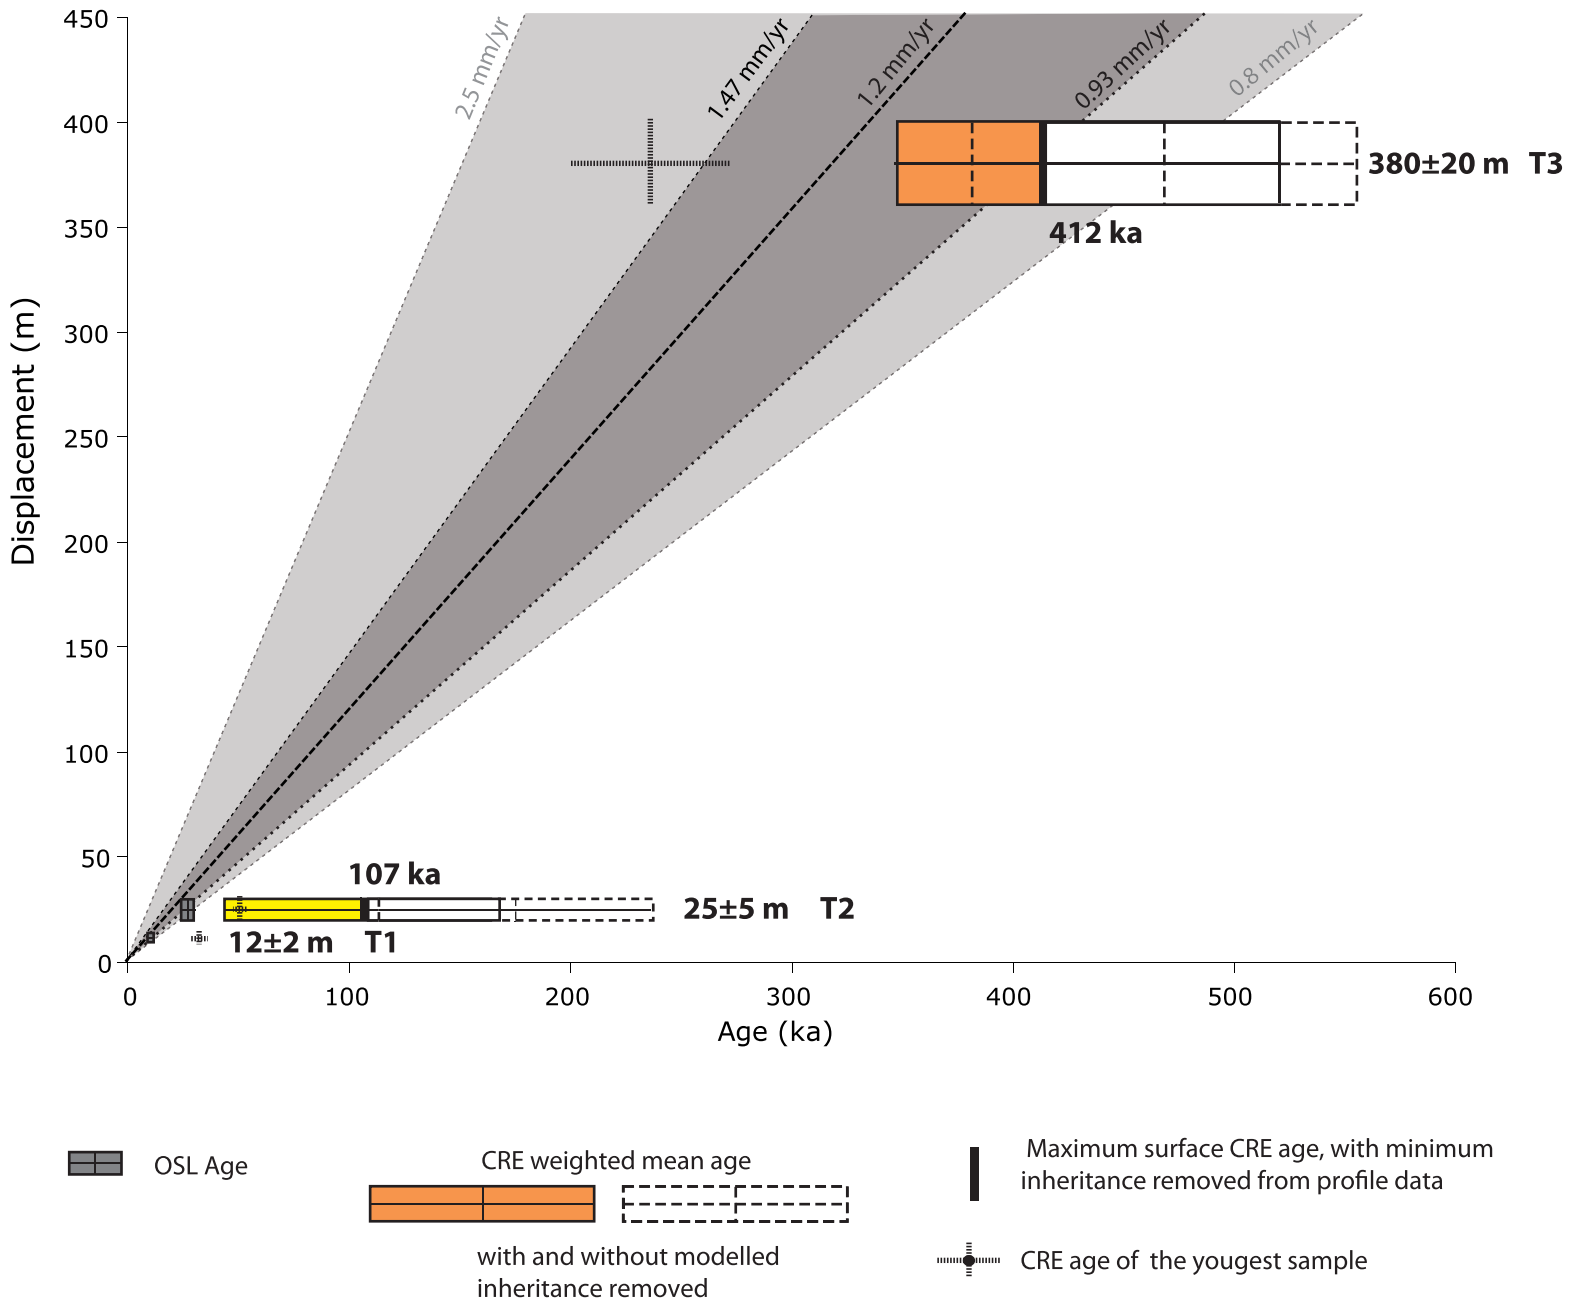 450
400
350
300
250
200
150
100
50
0
Displacement (m)
2.5 mm/yr
1.47 mm/yr
1.2 mm/yr
0.93 mm/yr
0.8 mm/yr
380±20 m T3
412 ka
107 ka
25±5 m T2
12±2 m T1
0 100 200 300 400 500 600
Age (ka)
OSL Age
CRE weighted mean age
with and without modelled
inheritance removed
Maximum surface CRE age, with minimum
inheritance removed from profile data
CRE age of the yougest sample